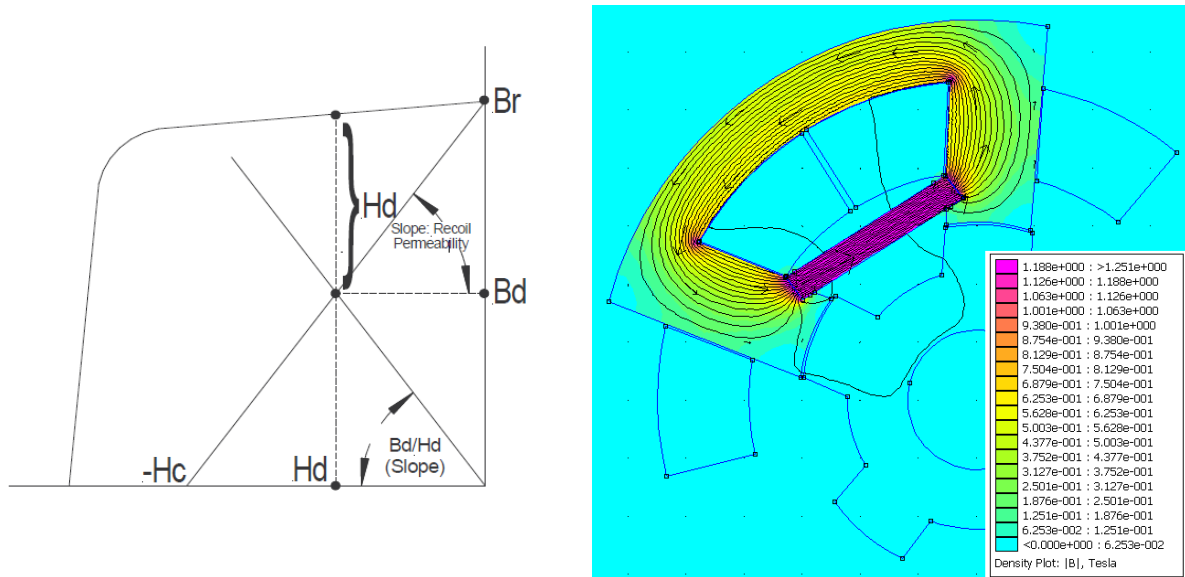 Br
Hd
Slope: Recoil
Permeability
Bd
Bd/Hd
(Slope)
-Hc
Hd
1.188e+000 : >1.251e+000
1.126e+000 : 1.188e+000
1.063e+000 : 1.126e+000
1.001e+000 : 1.063e+000
9.380e-001 : 1.001e+000
8.754e-001 : 9.380e-001
8.129e-001 : 8.754e-001
7.504e-001 : 8.129e-001
6.879e-001 : 7.504e-001
6.253e-001 : 6.879e-001
5.628e-001 : 6.253e-001
5.003e-001 : 5.628e-001
4.377e-001 : 5.003e-001
3.752e-001 : 4.377e-001
3.127e-001 : 3.752e-001
2.501e-001 : 3.127e-001
1.876e-001 : 2.501e-001
1.251e-001 : 1.876e-001
6.253e-002 : 1.251e-001
<0.000e+000 : 6.253e-002
Density Plot: |B|, Tesla